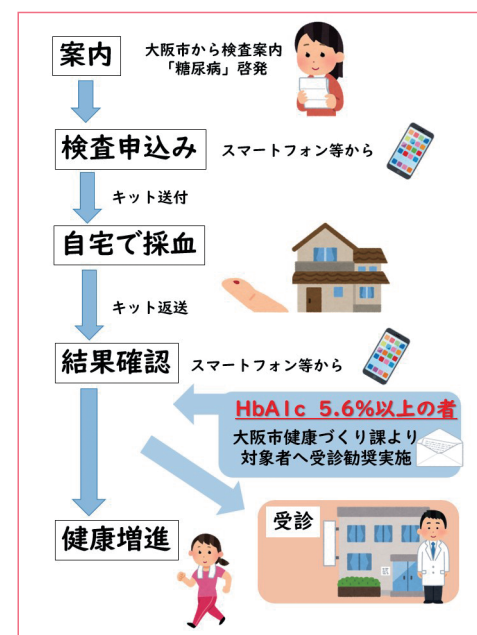 案内
大阪市から検査案内
「糖尿病」啓発
検査申込み
スマートフォン等から
キット送付
自宅で採血
キット返送
結果確認
スマートフォン等から
HbA1c 5.6%以上の者
大阪市健康づくり課より
対象者へ受診勧奨実施
受診
健康増進